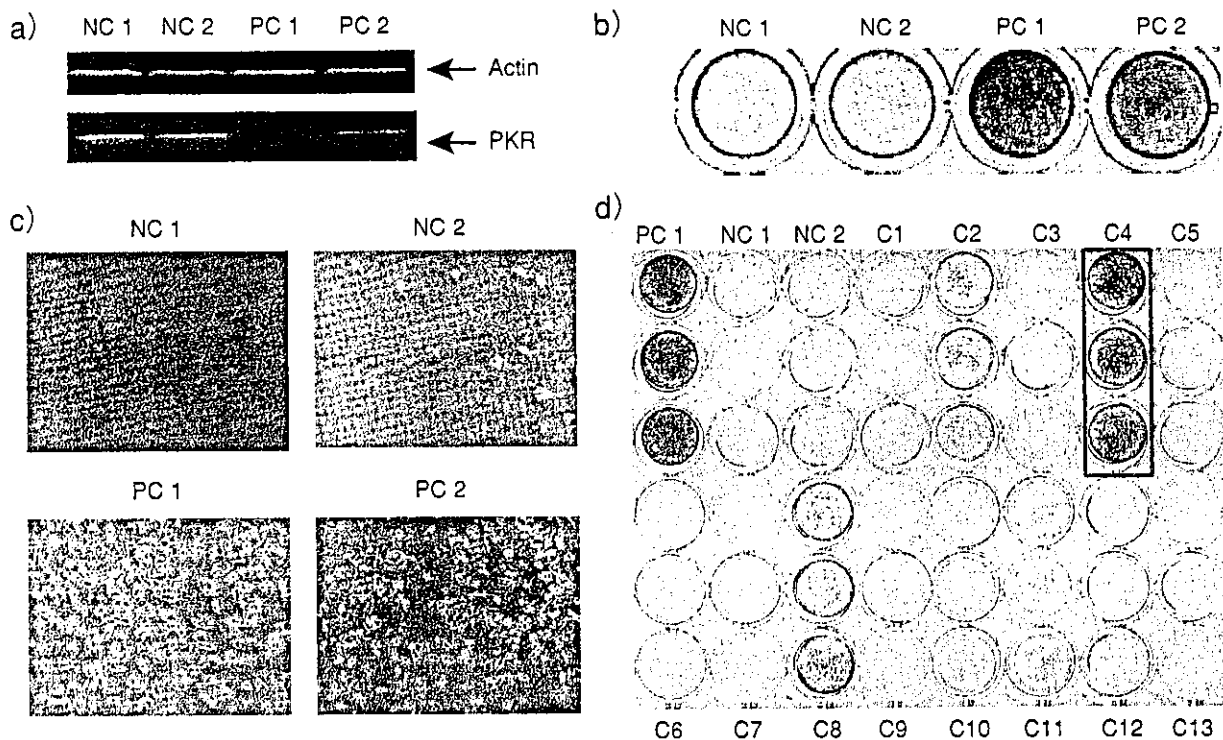 a)
NC 1 NC 2 PC 1 PC 2
Actin
PKR
b)
NC 1 NC 2 PC 1 PC 2
c)
NC 1 NC 2
PC 1 PC 2
d)
PC 1 NC 1 NC 2 C1 C2 C3 C4 C5
C6 C7 C8 C9 C10 C11 C12 C13